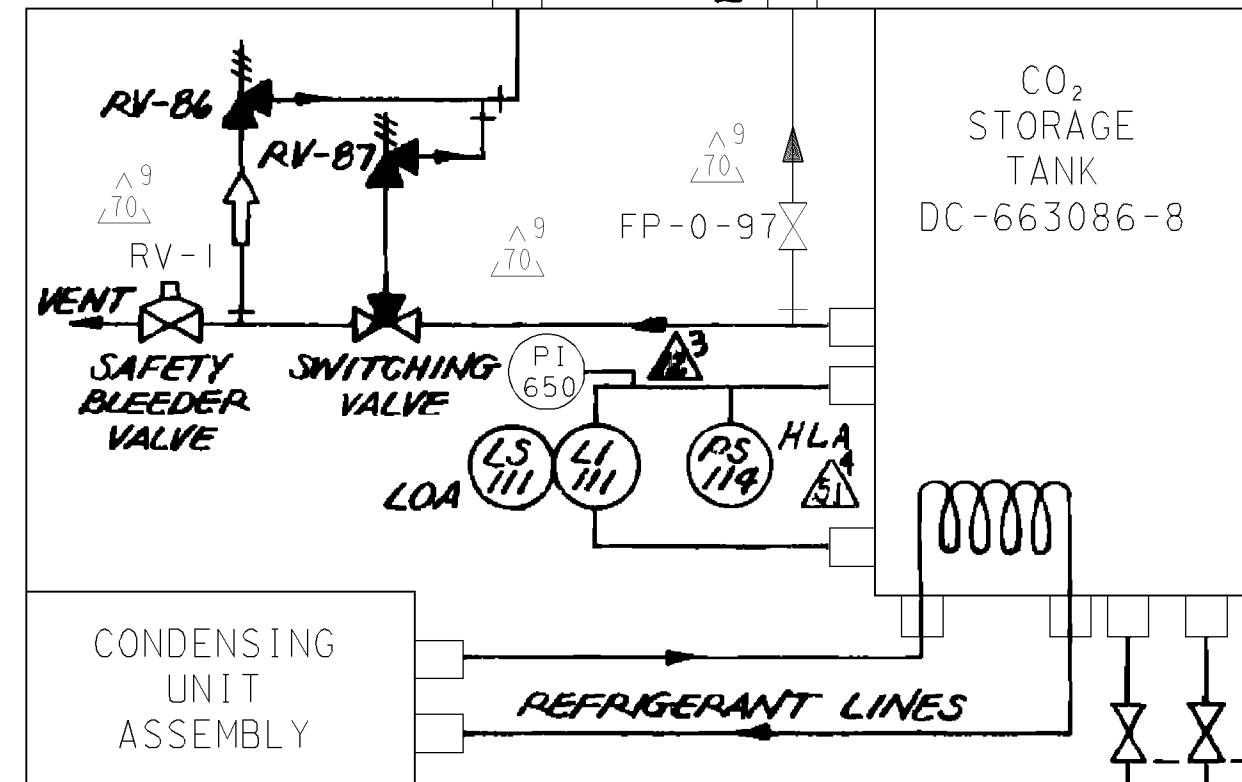 RV-86
RV-87
9
70
9
70
9
70
RV-1
VENT
SAFETY
BLEEDER
VALVE
SWITCHING
VALVE
FP-0-97
CO₂
STORAGE
TANK
DC-663086-8
PI
650
3
12
LS
111
LI
111
PS
114
HLA
4
51
LOA
CONDENSING
UNIT
ASSEMBLY
REFRIGERANT LINES